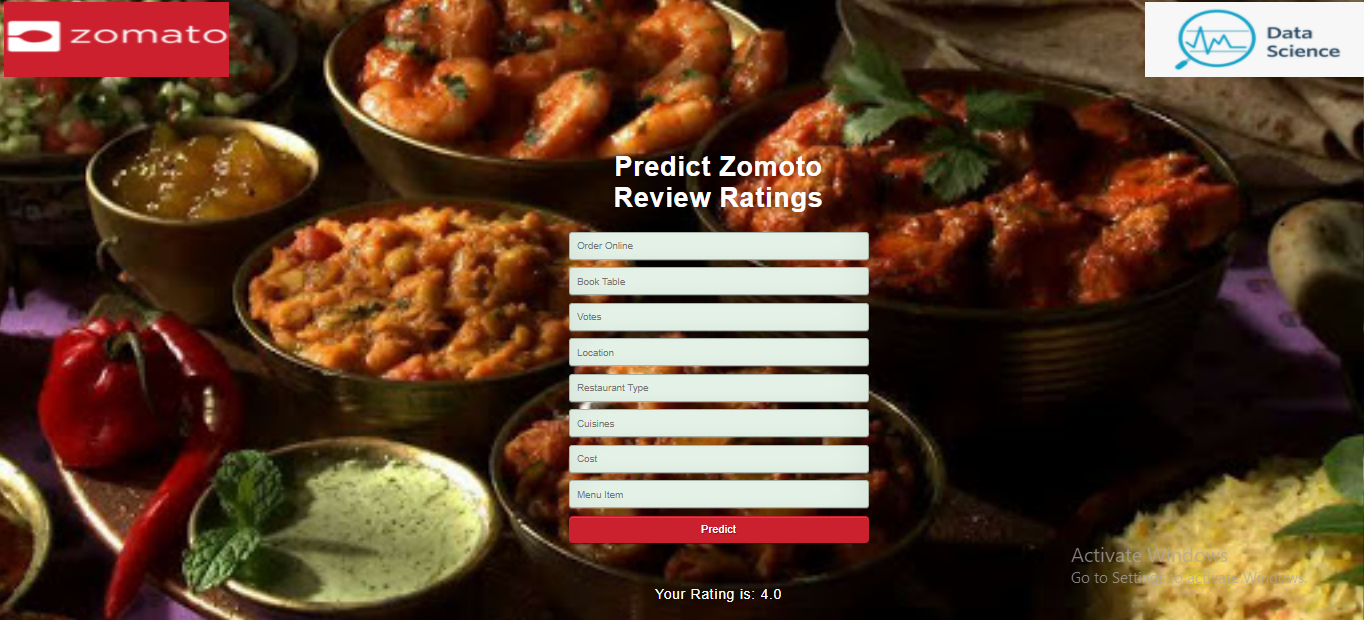 zomato
Data
Science
Predict Zomoto
Review Ratings
Order Online
Book Table
Votes
Location
Restaurant Type
Cuisines
Cost
Menu Item
Predict
Activate Windows
Go to Settings to activate Windows.
Your Rating is: 4.0